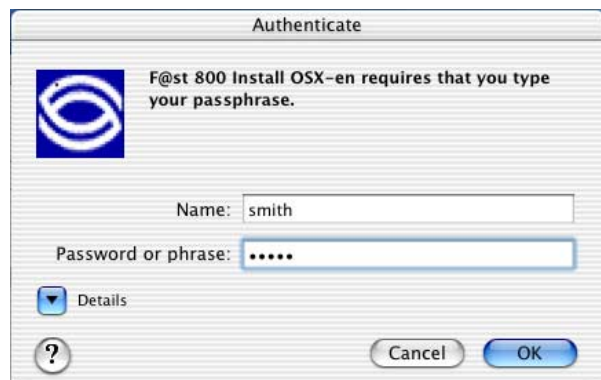 Authenticate
F@st 800 Install OSX-en requires that you type
your passphrase.
Name: smith
Password or phrase: •••••
Details
?
Cancel OK